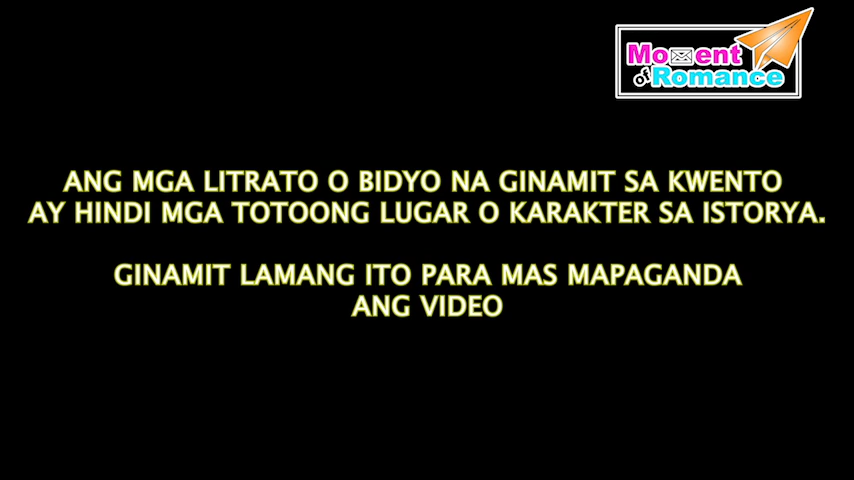 Moment
of Romance
ANG MGA LITRATO O BIDYO NA GINAMIT SA KWENTO
AY HINDI MGA TOTOONG LUGAR O KARAKTER SA ISTORYA.
GINAMIT LAMANG ITO PARA MAS MAPAGANDA
ANG VIDEO